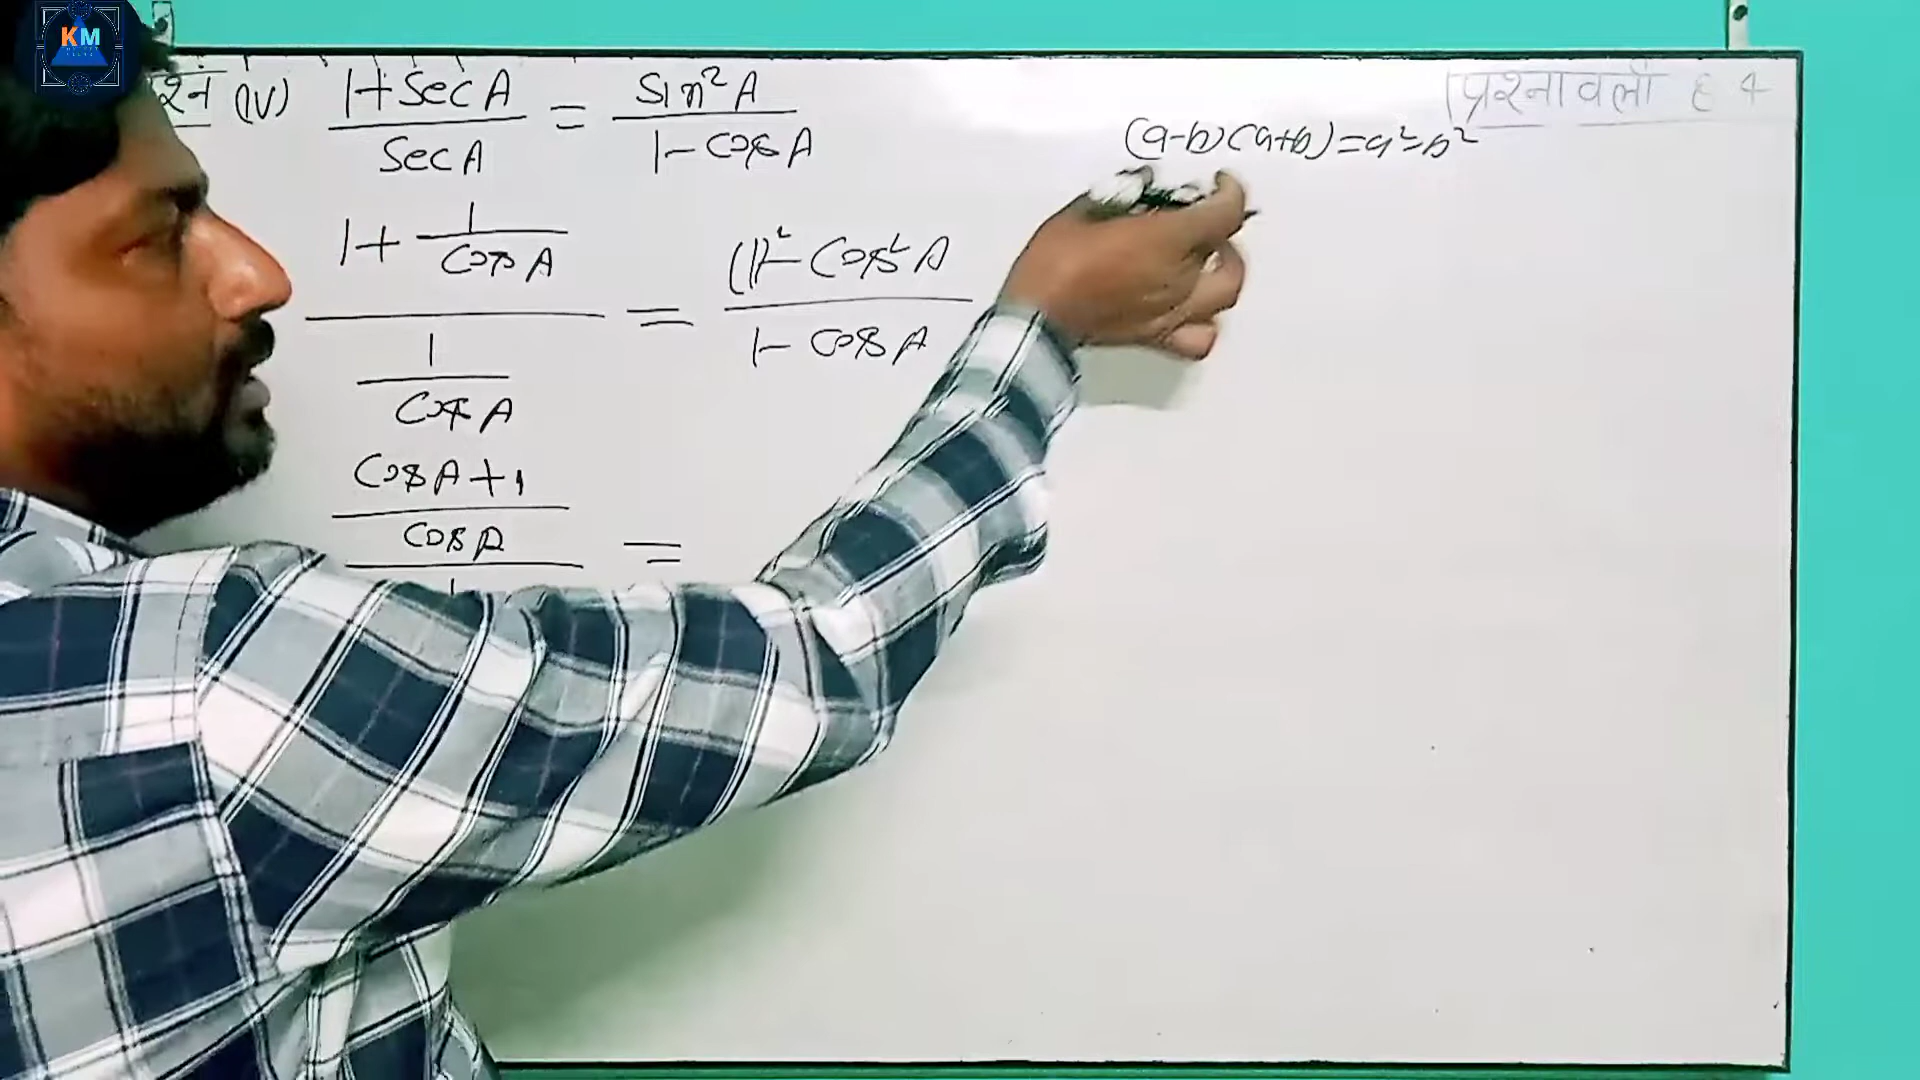 KM
प्रश्नावली 8.4
प्रश्न (iv) (1+SecA)/(SecA) = (Sin²A)/(1-CosA)
(a-b)(a+b)=a²-b²
(1+1/CosA)/(1/CosA) = ((1)²-Cos²A)/(1-CosA)
(CosA+1)/(CosA)
=
1